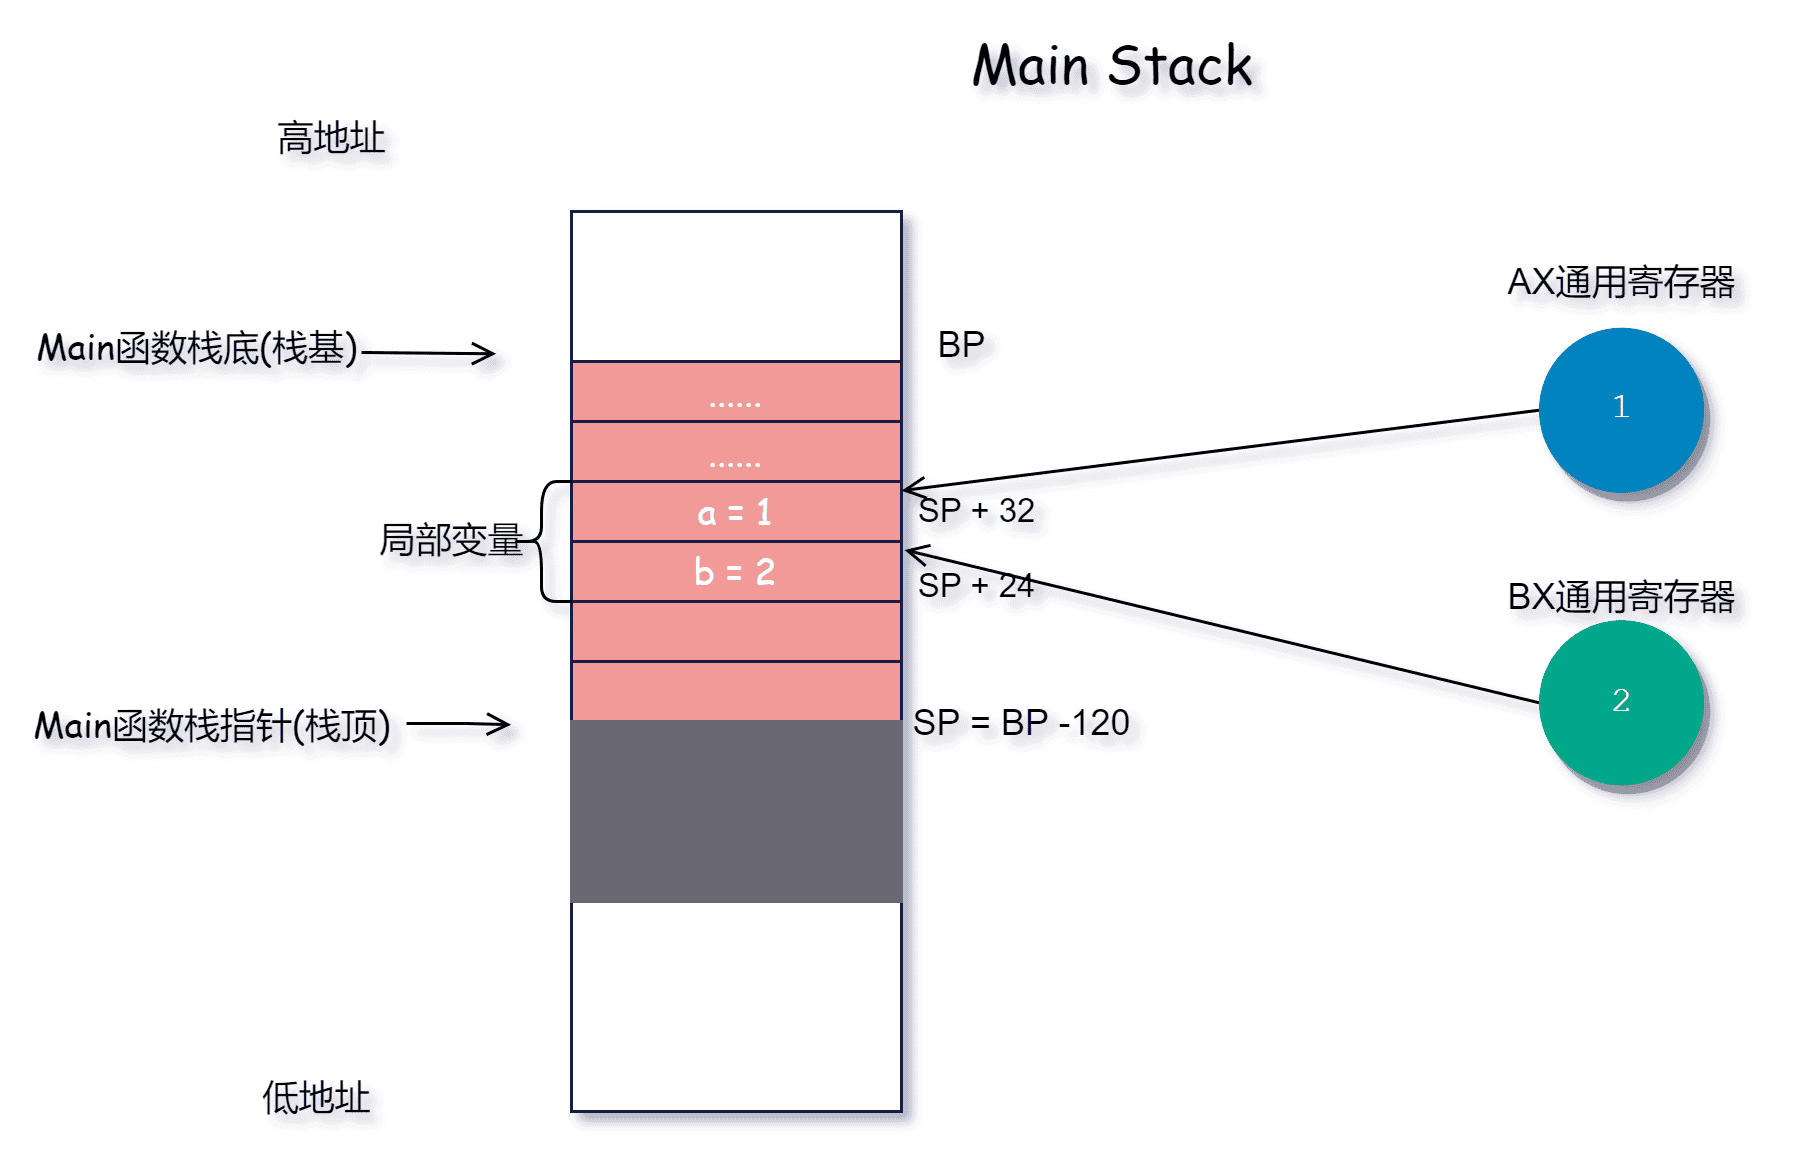 Main Stack
高地址
AX通用寄存器
Main函数栈底(栈基)
BP
......
1
......
a = 1
SP + 32
局部变量
b = 2
SP + 24
BX通用寄存器
2
Main函数栈指针(栈顶)
SP = BP -120
低地址